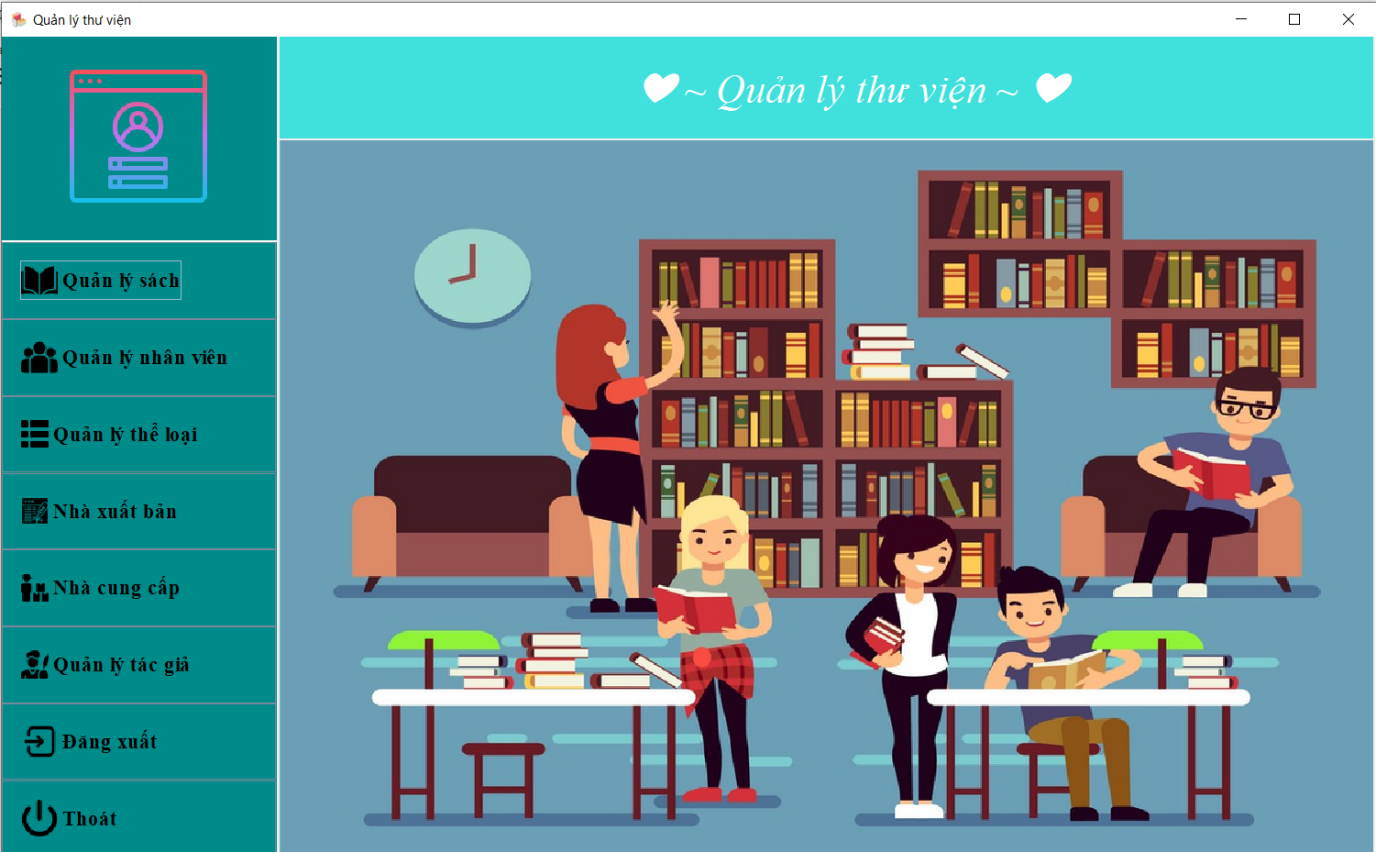 Quản lý thư viện
~ Quản lý thư viện ~
Quản lý sách
Quản lý nhân viên
Quản lý thể loại
Nhà xuất bản
Nhà cung cấp
Quản lý tác giả
Đăng xuất
Thoát